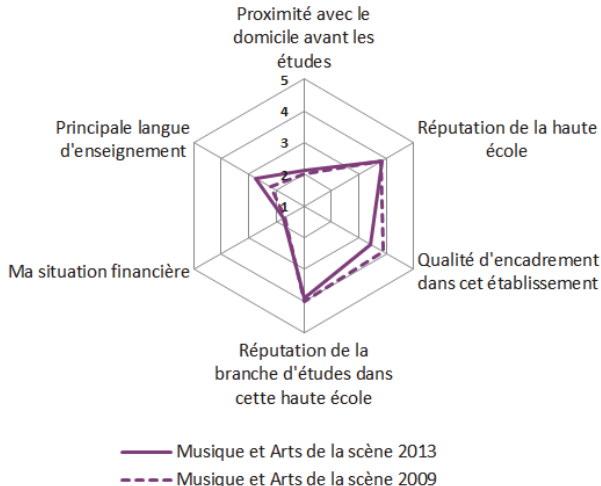 Proximité avec le
domicile avant les
études
5
4
3
2
1
Principale langue
d'enseignement
Réputation de la haute
école
Ma situation financière
Qualité d'encadrement
dans cet établissement
Réputation de la
branche d'études dans
cette haute école
Musique et Arts de la scène 2013
Musique et Arts de la scène 2009